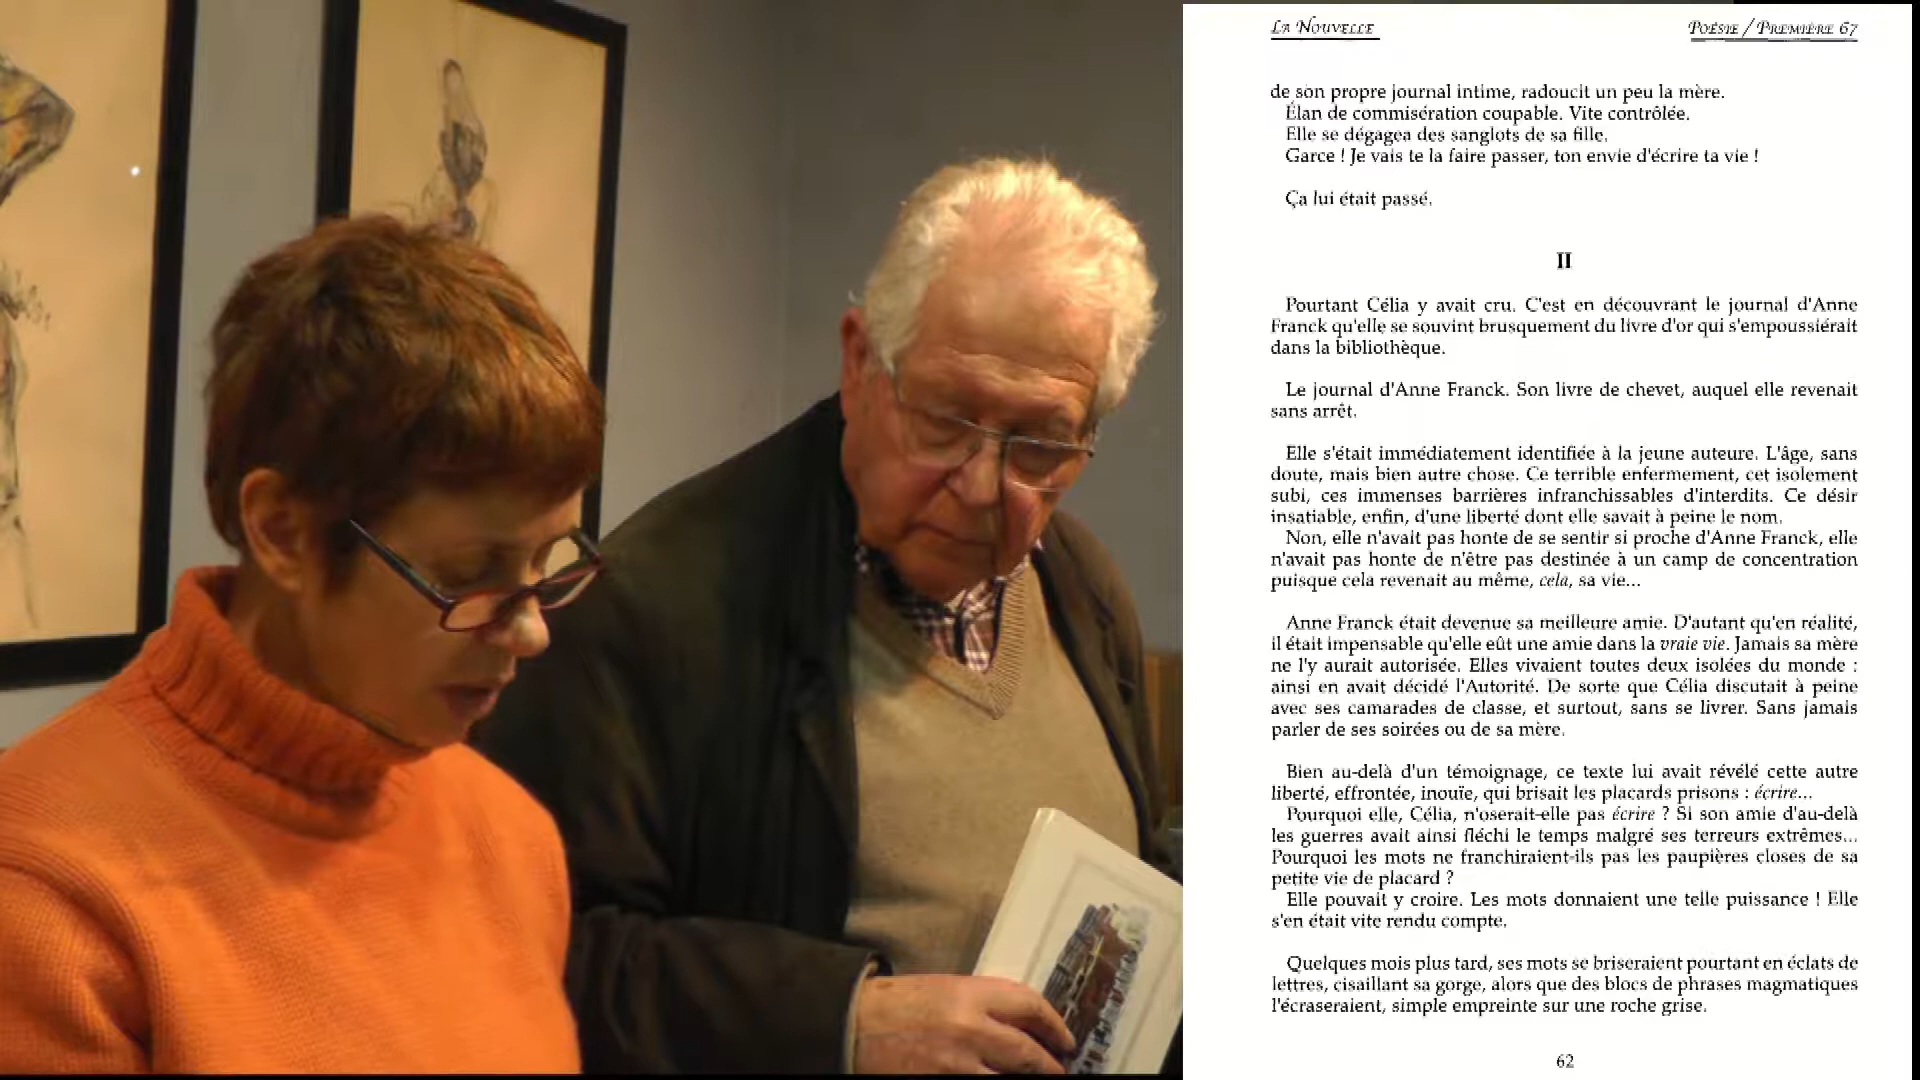 LA NOUVELLE
POÉSIE / PREMIÈRE 67
de son propre journal intime, radoucit un peu la mère.
Élan de commisération coupable. Vite contrôlée.
Elle se dégagea des sanglots de sa fille.
Garce ! Je vais te la faire passer, ton envie d'écrire ta vie !
Ça lui était passé.
II
Pourtant Célia y avait cru. C'est en découvrant le journal d'Anne
Franck qu'elle se souvint brusquement du livre d'or qui s'empoussiérait
dans la bibliothèque.
Le journal d'Anne Franck. Son livre de chevet, auquel elle revenait
sans arrêt.
Elle s'était immédiatement identifiée à la jeune auteure. L'âge, sans
doute, mais bien autre chose. Ce terrible enfermement, cet isolement
subi, ces immenses barrières infranchissables d'interdits. Ce désir
insatiable, enfin, d'une liberté dont elle savait à peine le nom.
Non, elle n'avait pas honte de se sentir si proche d'Anne Franck, elle
n'avait pas honte de n'être pas destinée à un camp de concentration
puisque cela revenait au même, cela, sa vie...
Anne Franck était devenue sa meilleure amie. D'autant qu'en réalité,
il était impensable qu'elle eût une amie dans la vraie vie. Jamais sa mère
ne l'y aurait autorisée. Elles vivaient toutes deux isolées du monde :
ainsi en avait décidé l'Autorité. De sorte que Célia discutait à peine
avec ses camarades de classe, et surtout, sans se livrer. Sans jamais
parler de ses soirées ou de sa mère.
Bien au-delà d'un témoignage, ce texte lui avait révélé cette autre
liberté, effrontée, inouïe, qui brisait les placards prisons : écrire...
Pourquoi elle, Célia, n'oserait-elle pas écrire ? Si son amie d'au-delà
les guerres avait ainsi fléchi le temps malgré ses terreurs extrêmes...
Pourquoi les mots ne franchiraient-ils pas les paupières closes de sa
petite vie de placard ?
Elle pouvait y croire. Les mots donnaient une telle puissance ! Elle
s'en était vite rendu compte.
Quelques mois plus tard, ses mots se briseraient pourtant en éclats de
lettres, cisaillant sa gorge, alors que des blocs de phrases magmatiques
l'écraseraient, simple empreinte sur une roche grise.
62